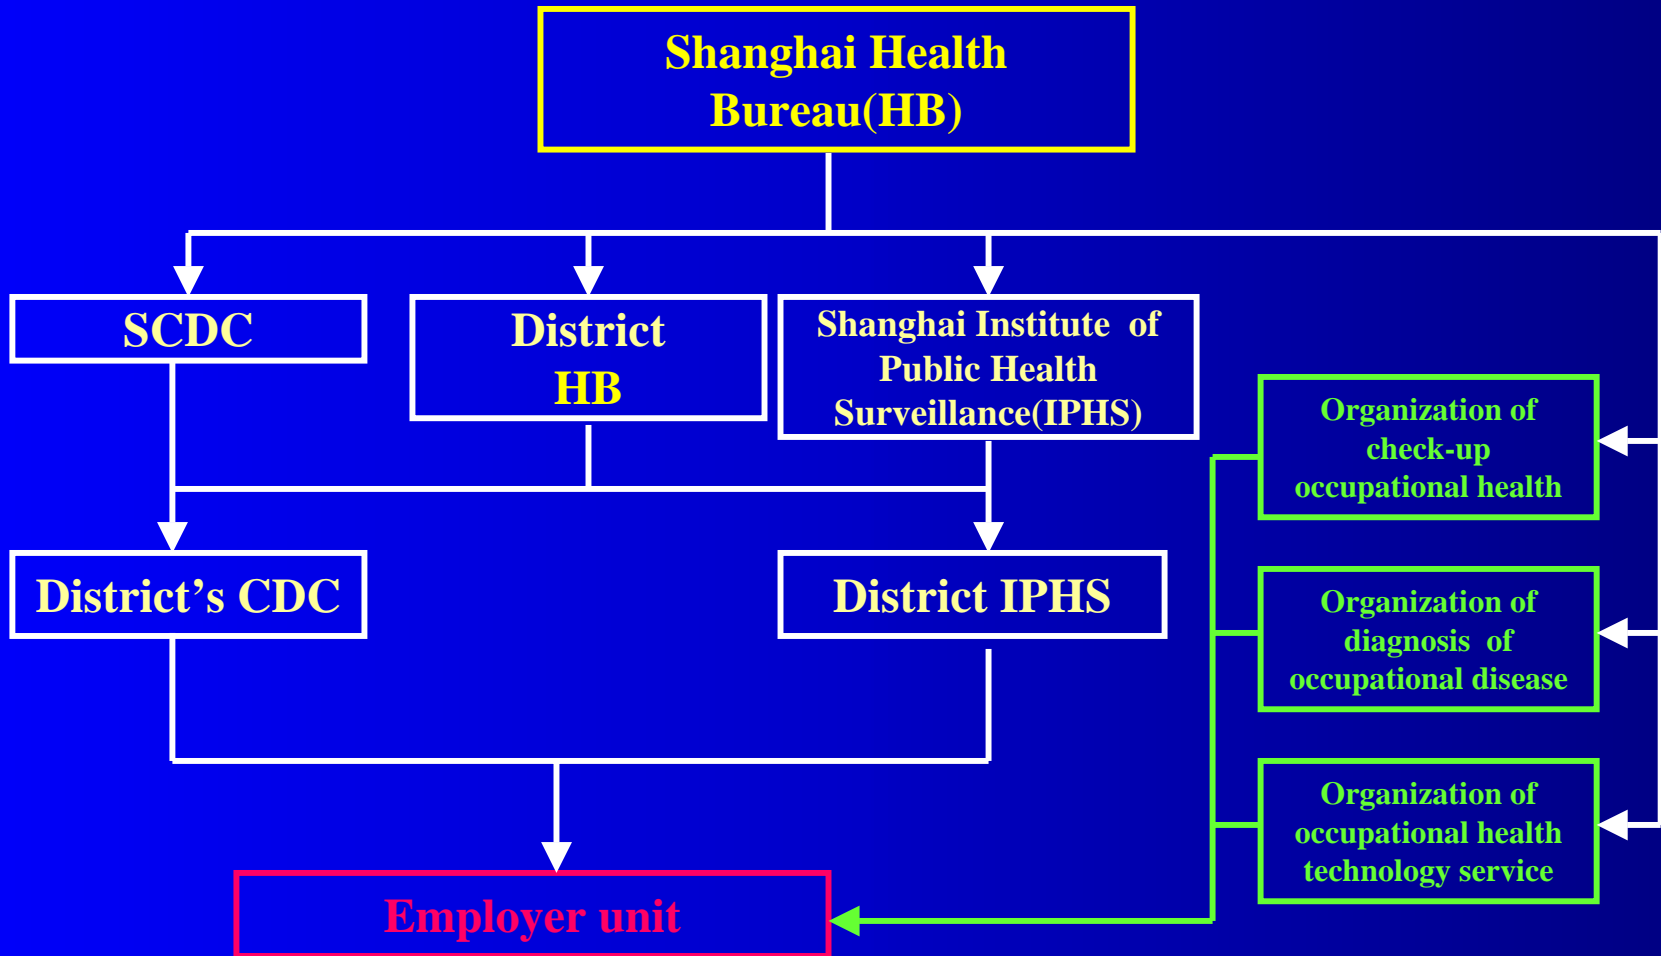 Shanghai Health
Bureau(HB)
SCDC
District
HB
Shanghai Institute of
Public Health
Surveillance(IPHS)
Organization of
check-up
occupational health
District’s CDC
District IPHS
Organization of
diagnosis of
occupational disease
Organization of
occupational health
technology service
Employer unit